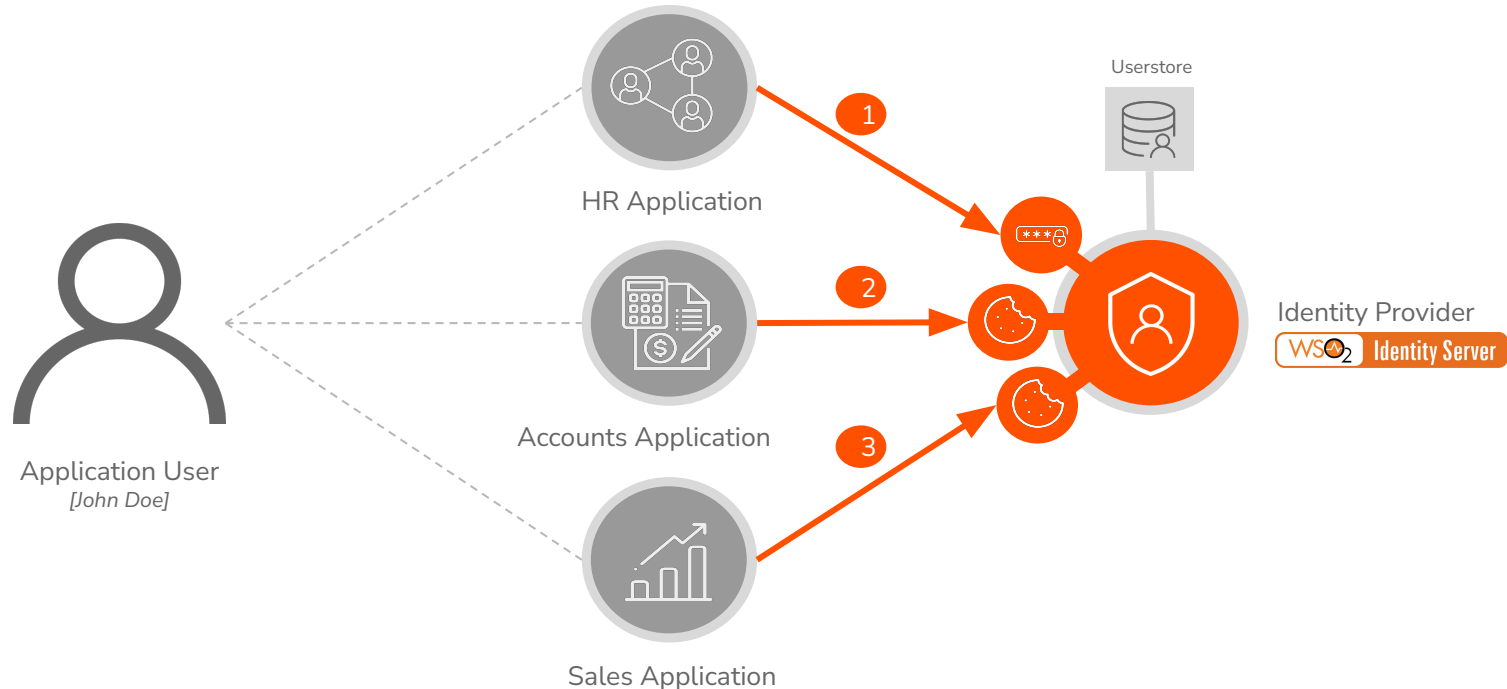 Userstore
1
HR Application
***
2
Identity Provider
WSO2 Identity Server
$
Accounts Application
3
Application User
[John Doe]
Sales Application